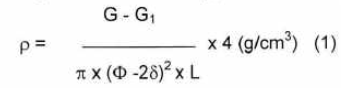 G - G₁
ρ = ——————— x 4 (g/cm³) (1)
π x (Φ -2δ)² x L